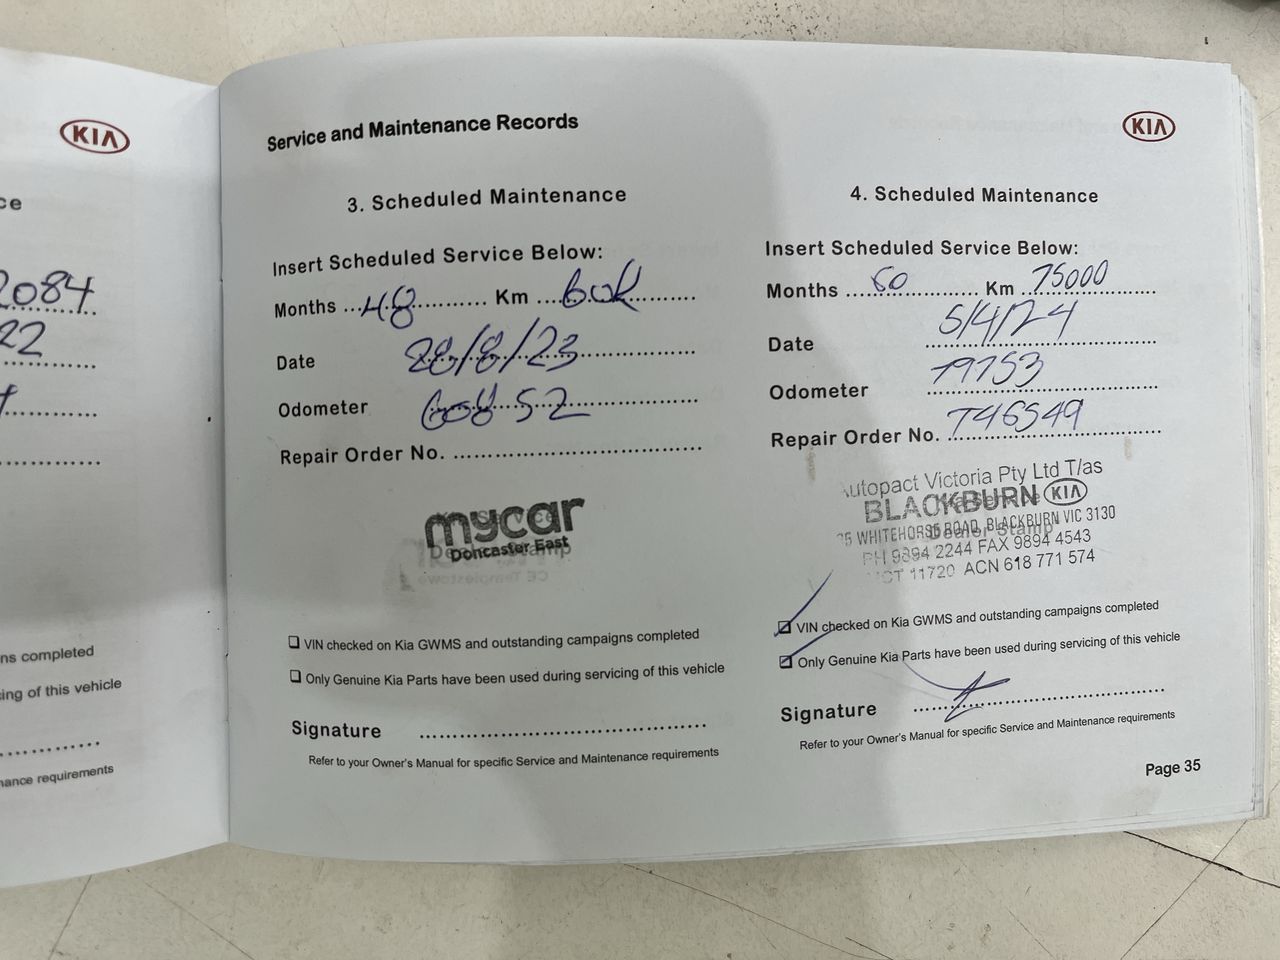 KIA
ce
2084
22
ns completed
ing of this vehicle
nance requirements
Service and Maintenance Records
3. Scheduled Maintenance
Insert Scheduled Service Below:
Months 48 Km 60K
Date 28/8/23
Odometer 60852
Repair Order No.
mycar
Doncaster East
VIN checked on Kia GWMS and outstanding campaigns completed
Only Genuine Kia Parts have been used during servicing of this vehicle
Signature
Refer to your Owner's Manual for specific Service and Maintenance requirements
KIA
4. Scheduled Maintenance
Insert Scheduled Service Below:
Months 60 Km 75000
Date 5/4/24
Odometer 79753
Repair Order No. T46549
Autopact Victoria Pty Ltd T/as
BLACKBURN KIA
WHITEHORSE ROAD, BLACKBURN VIC 3130
Dealer Stamp
PH 9894 2244 FAX 9894 4543
11720 ACN 618 771 574
VIN checked on Kia GWMS and outstanding campaigns completed
Only Genuine Kia Parts have been used during servicing of this vehicle
Signature
Refer to your Owner's Manual for specific Service and Maintenance requirements
Page 35